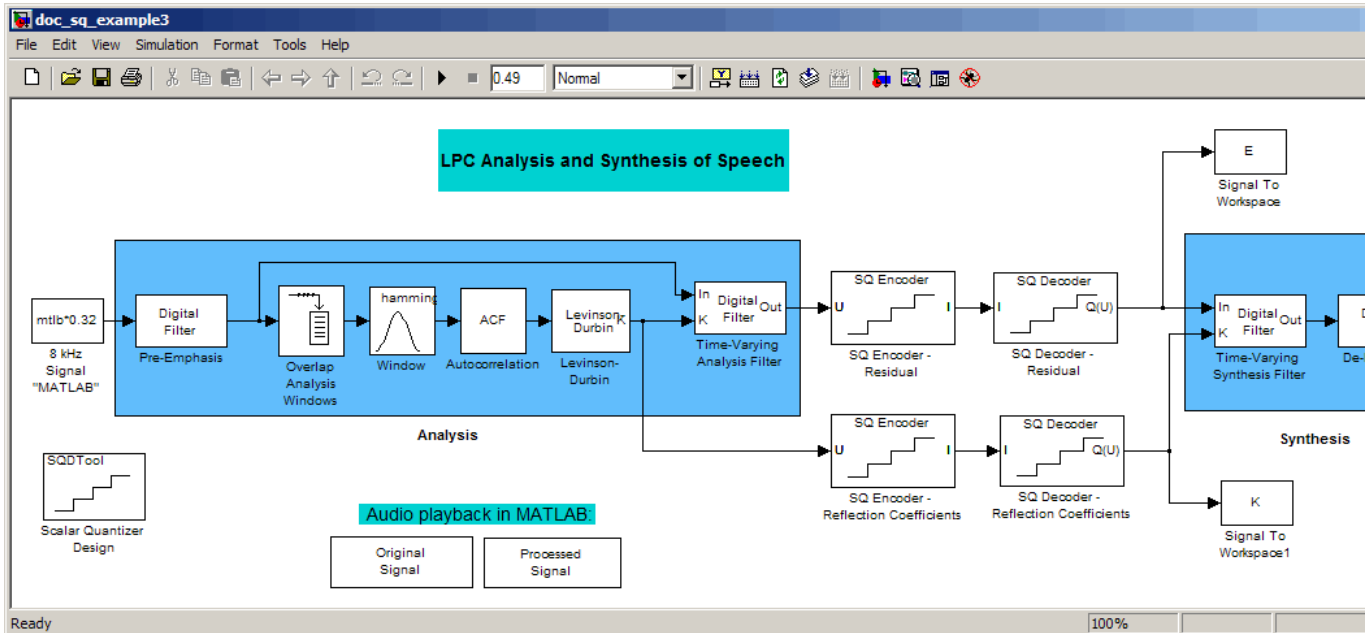 doc_sq_example3
File Edit View Simulation Format Tools Help
0.49 Normal
LPC Analysis and Synthesis of Speech
E
Signal To
Workspace
mtlb*0.32
8 kHz
Signal
"MATLAB"
Digital
Filter
Pre-Emphasis
Overlap
Analysis
Windows
hamming
Window
ACF
Autocorrelation
Levinson-
Durbin
K
Levinson-
Durbin
In
K
Digital
Filter
Out
Time-Varying
Analysis Filter
Analysis
SQ Encoder
U
I
SQ Encoder -
Residual
SQ Decoder
I
Q(U)
SQ Decoder -
Residual
In
K
Digital
Filter
Out
Time-Varying
Synthesis Filter
D
De-
Synthesis
SQ Encoder
U
I
SQ Encoder -
Reflection Coefficients
SQ Decoder
I
Q(U)
SQ Decoder -
Reflection Coefficients
K
Signal To
Workspace1
SQDTool
Scalar Quantizer
Design
Audio playback in MATLAB:
Original
Signal
Processed
Signal
Ready
100%